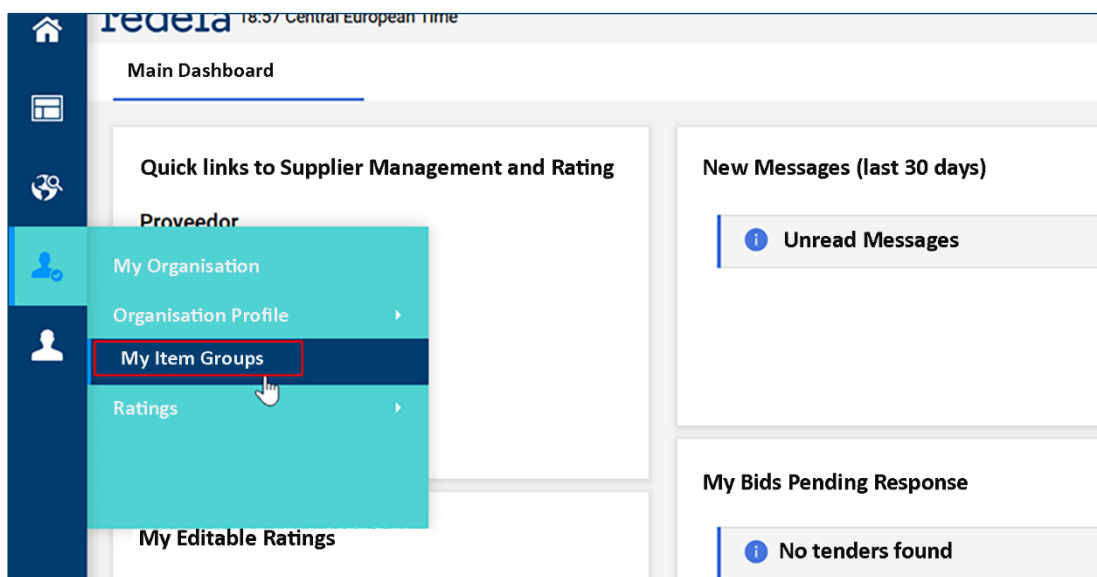 redeia 18:57 Central European Time
Main Dashboard
Quick links to Supplier Management and Rating
Proveedor
My Organisation
Organisation Profile
My Item Groups
Ratings
My Editable Ratings
New Messages (last 30 days)
Unread Messages
My Bids Pending Response
No tenders found